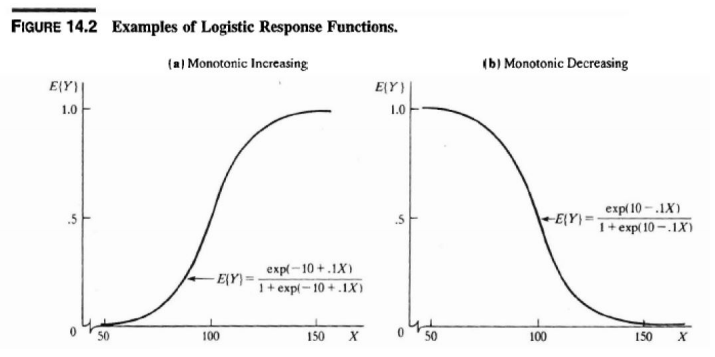 FIGURE 14.2 Examples of Logistic Response Functions.
(a) Monotonic Increasing
E{Y}
1.0
.5
0
50
100
150
X
E{Y} = exp(−10 + .1X)
1 + exp(−10 + .1X)
(b) Monotonic Decreasing
E{Y}
1.0
.5
0
50
100
150
X
E{Y} = exp(10 − .1X)
1 + exp(10 − .1X)